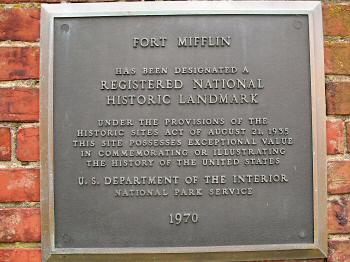 FORT MIFFLIN
HAS BEEN DESIGNATED A
REGISTERED NATIONAL
HISTORIC LANDMARK
UNDER THE PROVISIONS OF THE
HISTORIC SITES ACT OF AUGUST 21, 1935
THIS SITE POSSESSES EXCEPTIONAL VALUE
IN COMMEMORATING OR ILLUSTRATING
THE HISTORY OF THE UNITED STATES
U. S. DEPARTMENT OF THE INTERIOR
NATIONAL PARK SERVICE
1970